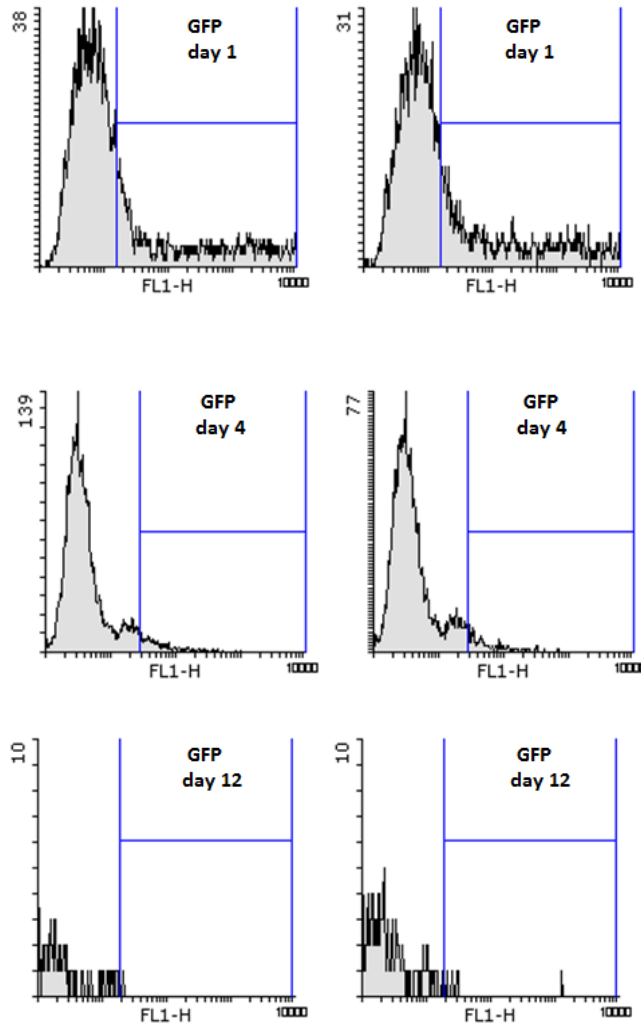 38
GFP
day 1
FL1-H
10000
31
GFP
day 1
FL1-H
10000
139
GFP
day 4
FL1-H
10000
77
GFP
day 4
FL1-H
10000
10
GFP
day 12
FL1-H
10000
10
GFP
day 12
FL1-H
10000